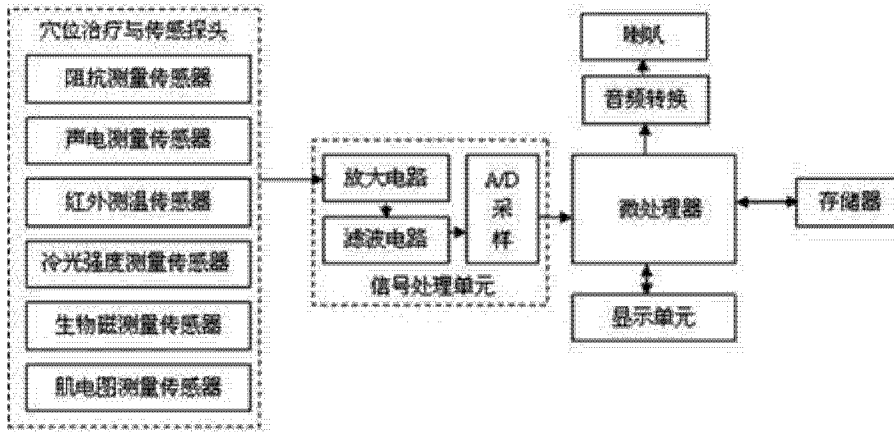 穴位治疗与传感探头
阻抗测量传感器
声电测量传感器
红外测温传感器
冷光强度测量传感器
生物磁测量传感器
肌电图测量传感器
放大电路
滤波电路
A/D
采
样
信号处理单元
喇叭
音频转换
微处理器
存储器
显示单元